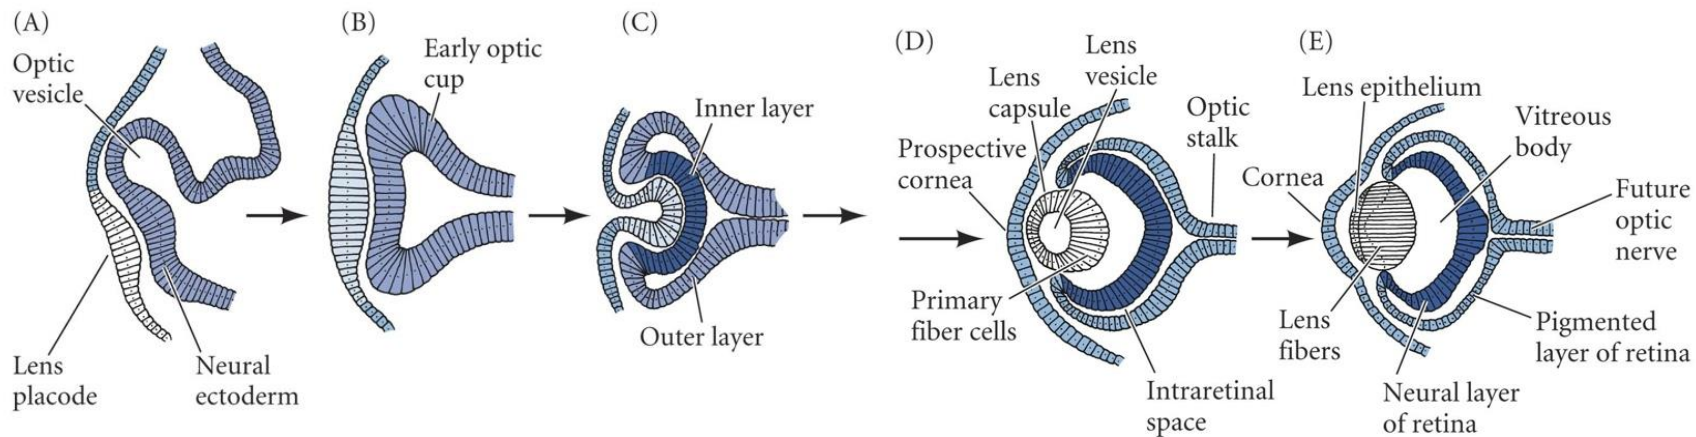 (A)
Optic
vesicle
Lens
placode
Neural
ectoderm
(B)
Early optic
cup
(C)
Inner layer
Outer layer
(D)
Lens
vesicle
Lens
capsule
Optic
stalk
Prospective
cornea
Primary
fiber cells
Intraretinal
space
(E)
Lens epithelium
Vitreous
body
Cornea
Future
optic
nerve
Lens
fibers
Pigmented
layer of retina
Neural layer
of retina